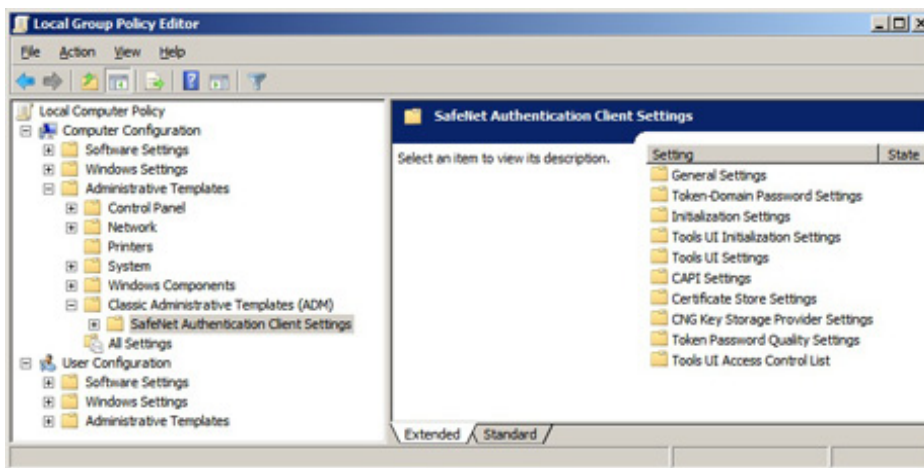 Local Group Policy Editor
File Action View Help
Local Computer Policy
Computer Configuration
Software Settings
Windows Settings
Administrative Templates
Control Panel
Network
Printers
System
Windows Components
Classic Administrative Templates (ADM)
SafeNet Authentication Client Settings
All Settings
User Configuration
Software Settings
Windows Settings
Administrative Templates
SafeNet Authentication Client Settings
Select an item to view its description.
Setting State
General Settings
Token-Domain Password Settings
Initialization Settings
Tools UI Initialization Settings
Tools UI Settings
CAPI Settings
Certificate Store Settings
CNG Key Storage Provider Settings
Token Password Quality Settings
Tools UI Access Control List
Extended Standard